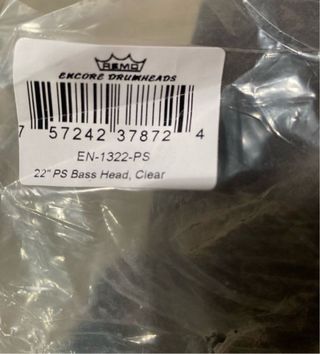 REMO
ENCORE DRUMHEADS
7 57242 37872 4
EN-1322-PS
22" PS Bass Head, Clear